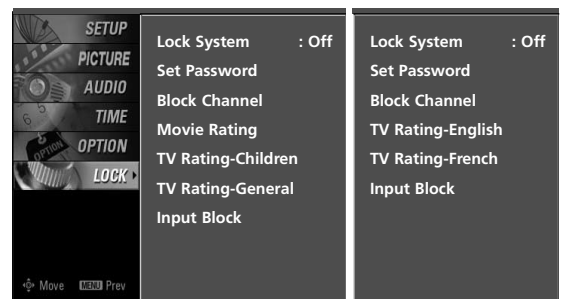 SETUP
PICTURE
AUDIO
TIME
OPTION
LOCK
Move MENU Prev
Lock System : Off
Set Password
Block Channel
Movie Rating
TV Rating-Children
TV Rating-General
Input Block
Lock System : Off
Set Password
Block Channel
TV Rating-English
TV Rating-French
Input Block